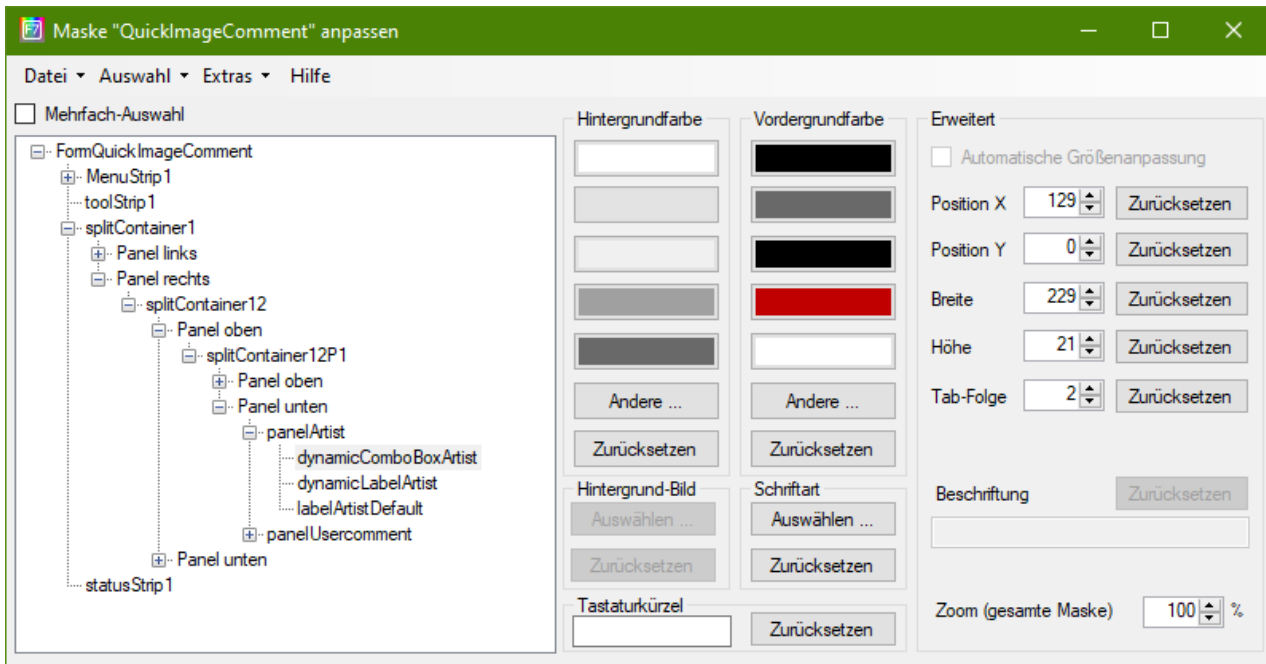 Maske "QuickImageComment" anpassen
Datei Auswahl Extras Hilfe
Mehrfach-Auswahl
FormQuickImageComment
MenuStrip1
toolStrip1
splitContainer1
Panel links
Panel rechts
splitContainer12
Panel oben
splitContainer12P1
Panel oben
Panel unten
panelArtist
dynamicComboBoxArtist
dynamicLabelArtist
labelArtistDefault
panelUsercomment
Panel unten
statusStrip1
Hintergrundfarbe
Andere ...
Zurücksetzen
Vordergrundfarbe
Andere ...
Zurücksetzen
Hintergrund-Bild
Auswählen ...
Zurücksetzen
Schriftart
Auswählen ...
Zurücksetzen
Tastaturkürzel
Zurücksetzen
Erweitert
Automatische Größenanpassung
Position X 129 Zurücksetzen
Position Y 0 Zurücksetzen
Breite 229 Zurücksetzen
Höhe 21 Zurücksetzen
Tab-Folge 2 Zurücksetzen
Beschriftung Zurücksetzen
Zoom (gesamte Maske) 100 %